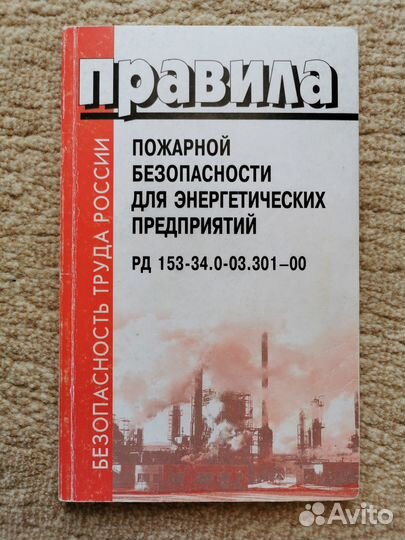 правила
ПОЖАРНОЙ
БЕЗОПАСНОСТИ
ДЛЯ ЭНЕРГЕТИЧЕСКИХ
ПРЕДПРИЯТИЙ
РД 153-34.0-03.301–00
БЕЗОПАСНОСТЬ ТРУДА РОССИИ
Avito